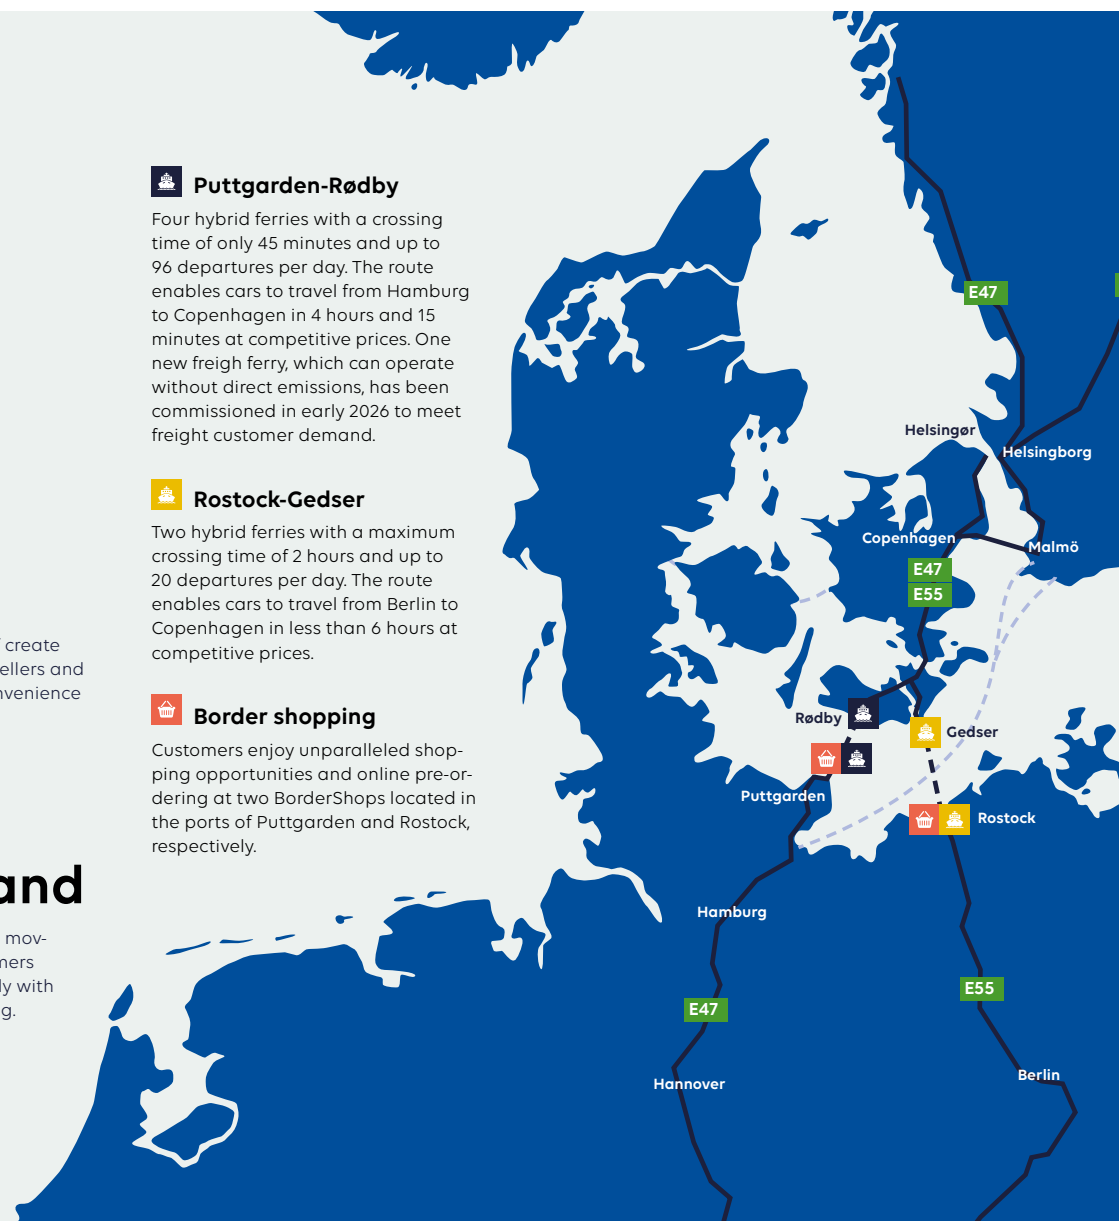 Puttgarden-Rødby
Four hybrid ferries with a crossing
time of only 45 minutes and up to
96 departures per day. The route
enables cars to travel from Hamburg
to Copenhagen in 4 hours and 15
minutes at competitive prices. One
new freigh ferry, which can operate
without direct emissions, has been
commissioned in early 2026 to meet
freight customer demand.
Rostock-Gedser
Two hybrid ferries with a maximum
crossing time of 2 hours and up to
20 departures per day. The route
enables cars to travel from Berlin to
Copenhagen in less than 6 hours at
competitive prices.
Border shopping
Customers enjoy unparalleled shop-
ping opportunities and online pre-or-
dering at two BorderShops located in
the ports of Puttgarden and Rostock,
respectively.
create
ellers and
nvenience
and
mov-
mers
ly with
g.
E47
Helsingør
Helsingborg
Copenhagen
Malmö
E47
E55
Rødby
Gedser
Puttgarden
Rostock
Hamburg
E55
E47
Berlin
Hannover